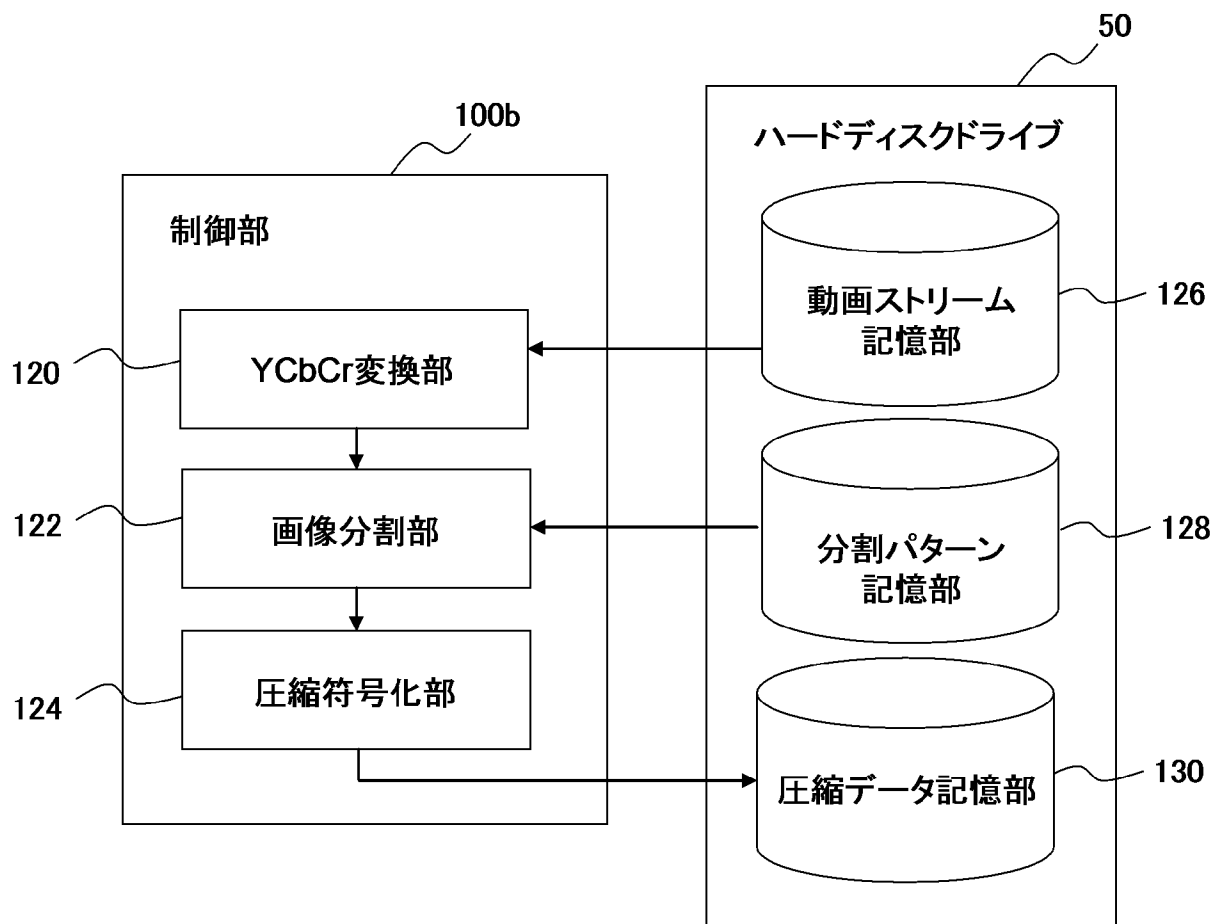 50
100b
ハードディスクドライブ
制御部
動画ストリーム
記憶部
126
120
YCbCr変換部
122
画像分割部
分割パターン
記憶部
128
124
圧縮符号化部
圧縮データ記憶部
130